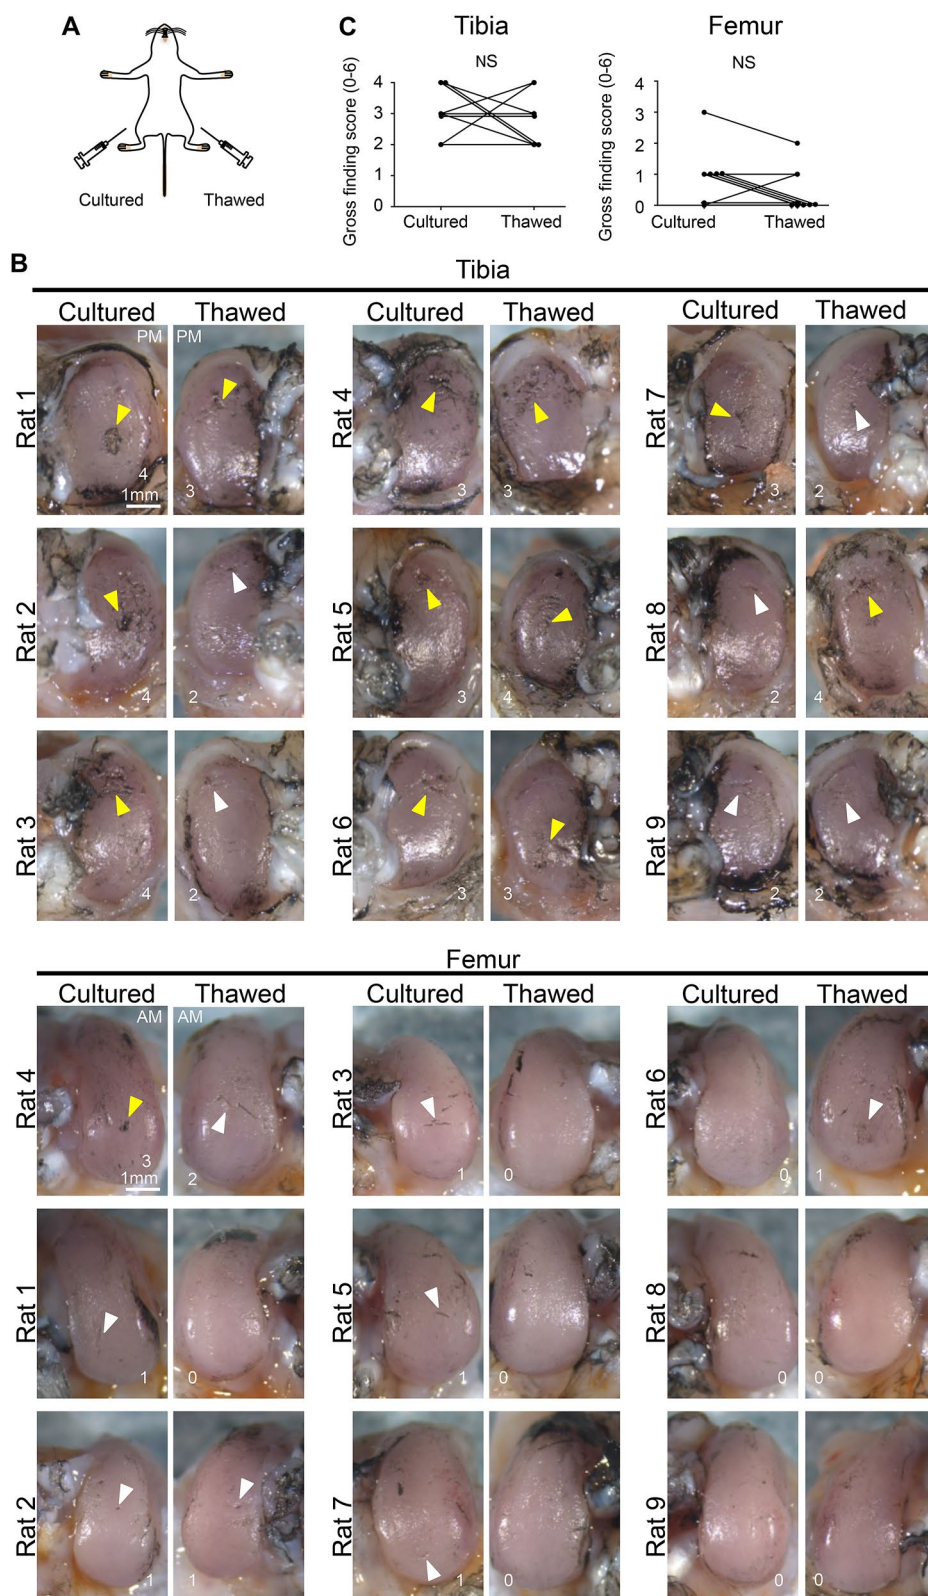 A
Cultured
Thawed
C
Tibia
NS
Gross finding score (0-6)
4
3
2
1
0
Cultured
Thawed
Femur
NS
Gross finding score (0-6)
4
3
2
1
0
Cultured
Thawed
B
Tibia
Cultured Thawed Cultured Thawed Cultured Thawed
Rat 1
PM
4
1mm
PM
3
Rat 4
3
3
Rat 7
3
2
Rat 2
4
2
Rat 5
3
4
Rat 8
2
4
Rat 3
4
2
Rat 6
3
3
Rat 9
2
2
Femur
Cultured Thawed Cultured Thawed Cultured Thawed
Rat 4
AM
3
1mm
AM
2
Rat 3
1
0
Rat 6
0
1
Rat 1
1
0
Rat 5
1
0
Rat 8
0
0
Rat 2
1
1
Rat 7
1
0
Rat 9
0
0